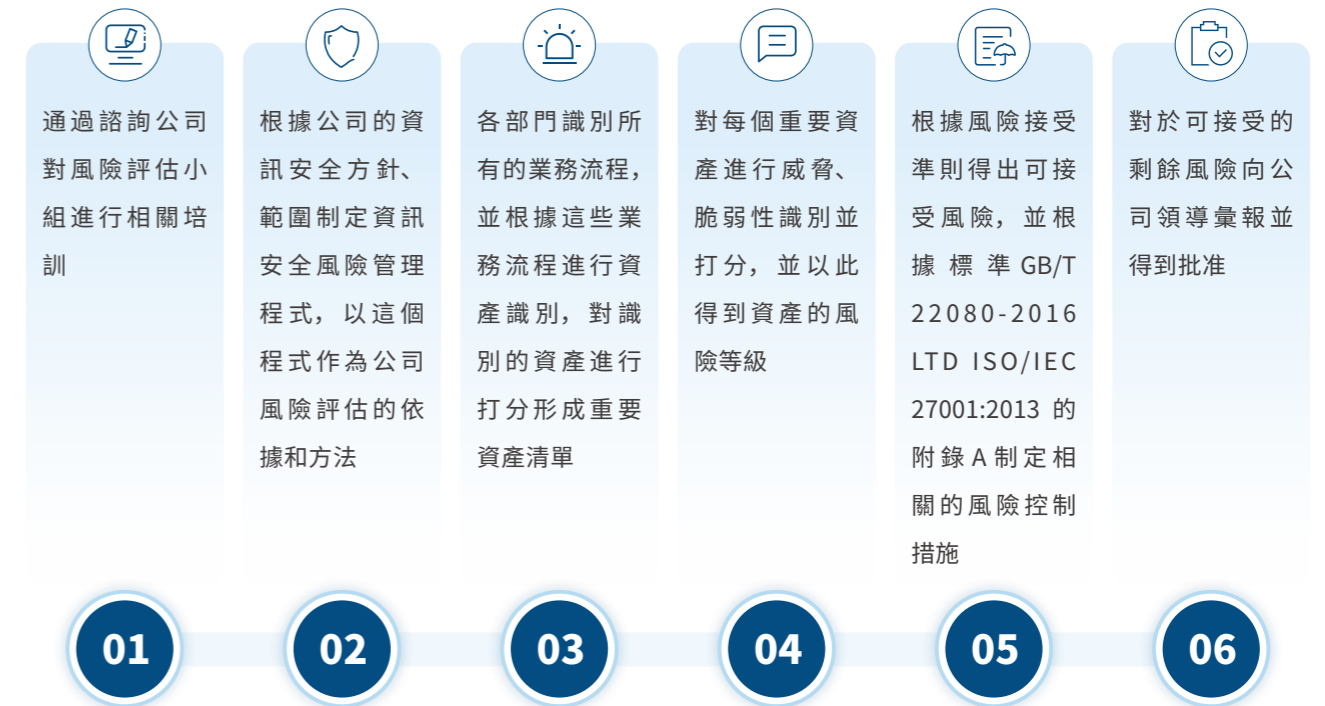 通過諮詢公司
對風險評估小
組進行相關培
訓
01
根據公司的資
訊安全方針、
範圍制定資訊
安全風險管理
程式，以這個
程式作為公司
風險評估的依
據和方法
02
各部門識別所
有的業務流程，
並根據這些業
務流程進行資
產識別，對識
別的資產進行
打分形成重要
資產清單
03
對每個重要資
產進行威脅、
脆弱性識別並
打分，並以此
得到資產的風
險等級
04
根據風險接受
準則得出可接
受風險，並根
據標準 GB/T
22080-2016
LTD ISO/IEC
27001:2013 的
附錄 A 制定相
關的風險控制
措施
05
對於可接受的
剩餘風險向公
司領導彙報並
得到批准
06